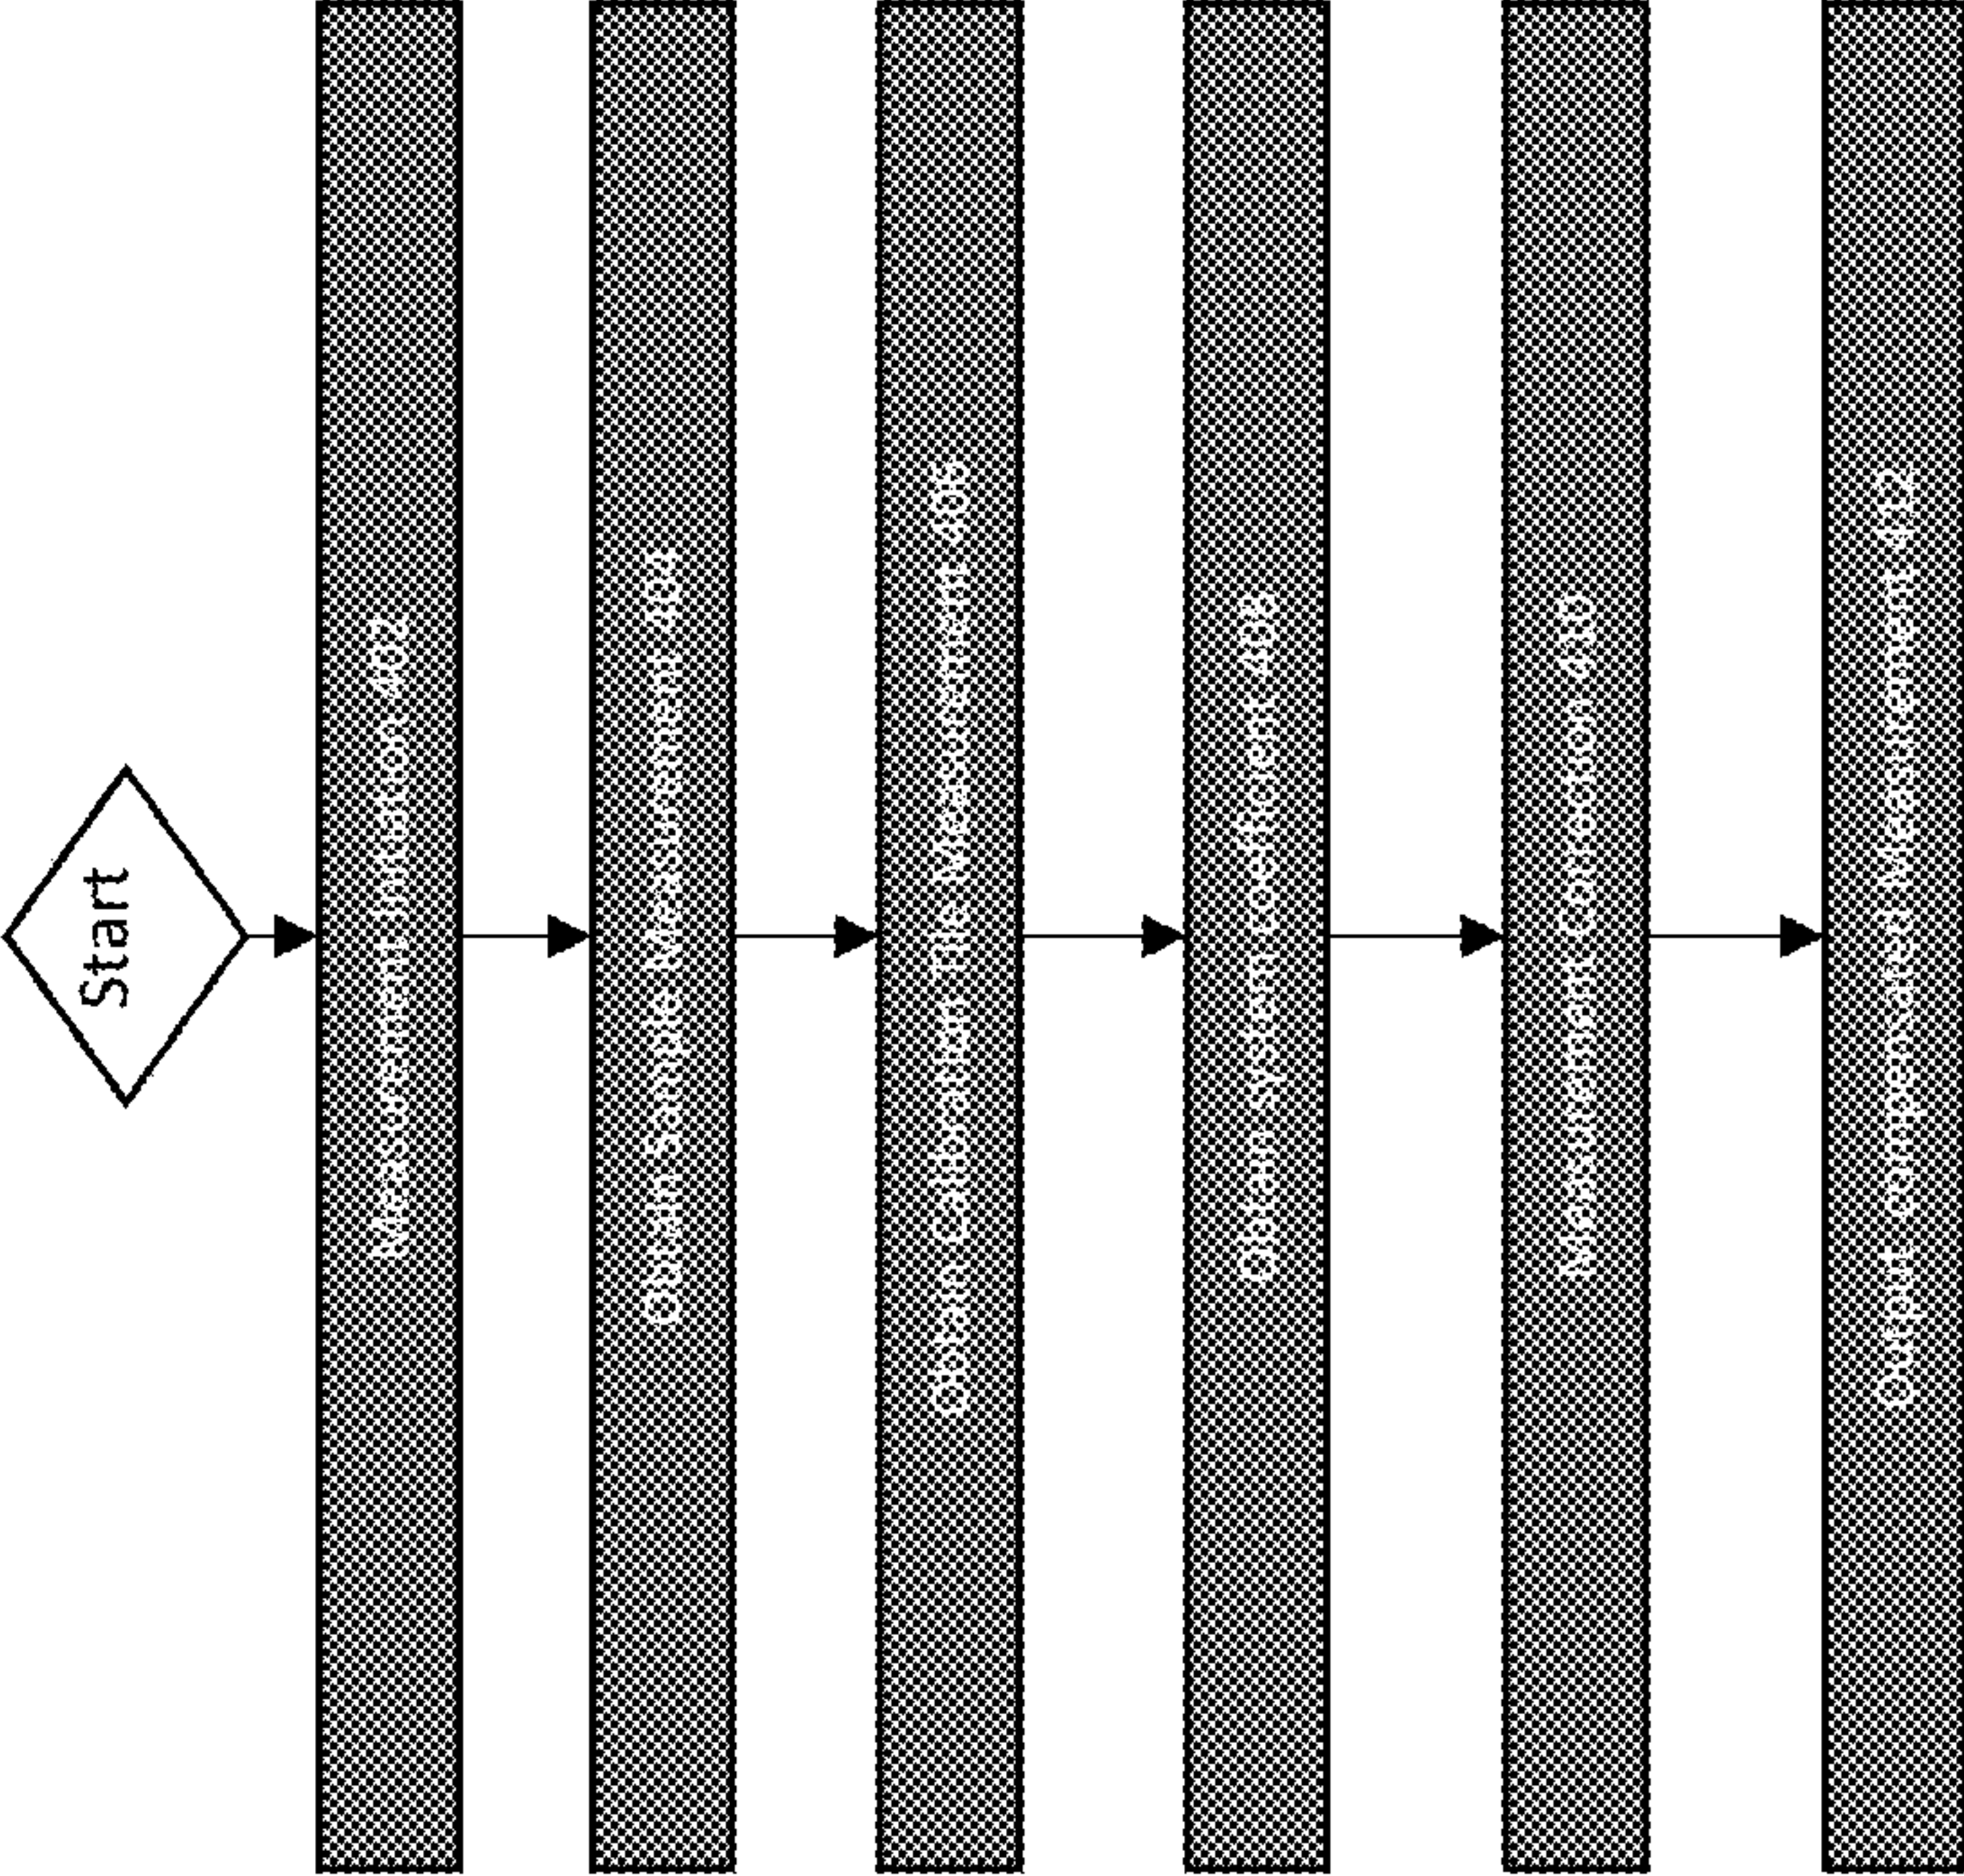 Start
Measurement Initiation 402
Obtain Sample Measurement 404
Obtain Calibration Tile Measurement 406
Obtain system coefficient 408
Measurement Correction 410
Output compensated Measurement 412